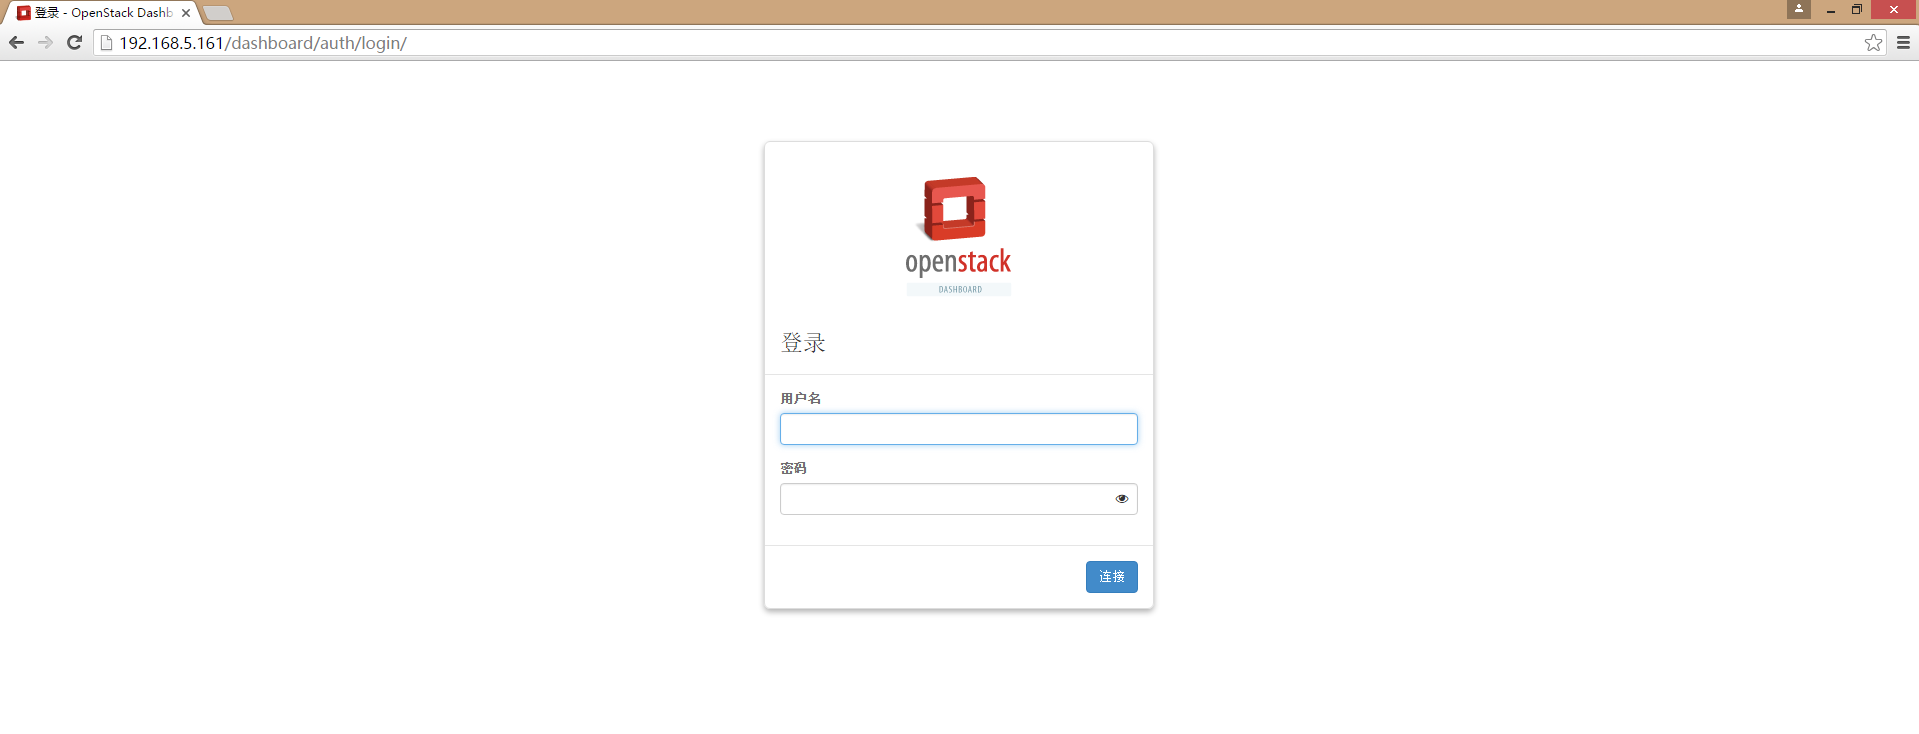 登录 - OpenStack Dashb
192.168.5.161/dashboard/auth/login/
openstack
DASHBOARD
登录
用户名
密码
连接